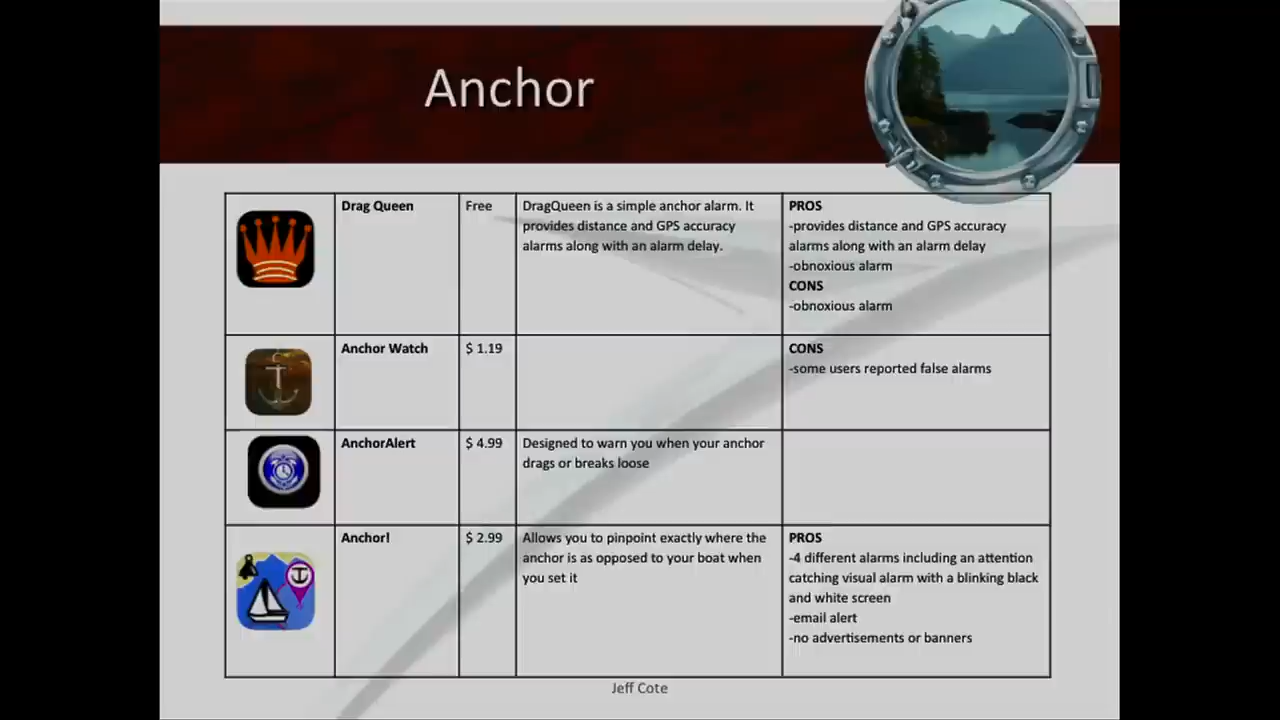 Anchor
Drag Queen
Free
DragQueen is a simple anchor alarm. It
provides distance and GPS accuracy
alarms along with an alarm delay.
PROS
-provides distance and GPS accuracy
alarms along with an alarm delay
-obnoxious alarm
CONS
-obnoxious alarm
Anchor Watch
$ 1.19
CONS
-some users reported false alarms
AnchorAlert
$ 4.99
Designed to warn you when your anchor
drags or breaks loose
Anchor!
$ 2.99
Allows you to pinpoint exactly where the
anchor is as opposed to your boat when
you set it
PROS
-4 different alarms including an attention
catching visual alarm with a blinking black
and white screen
-email alert
-no advertisements or banners
Jeff Cote